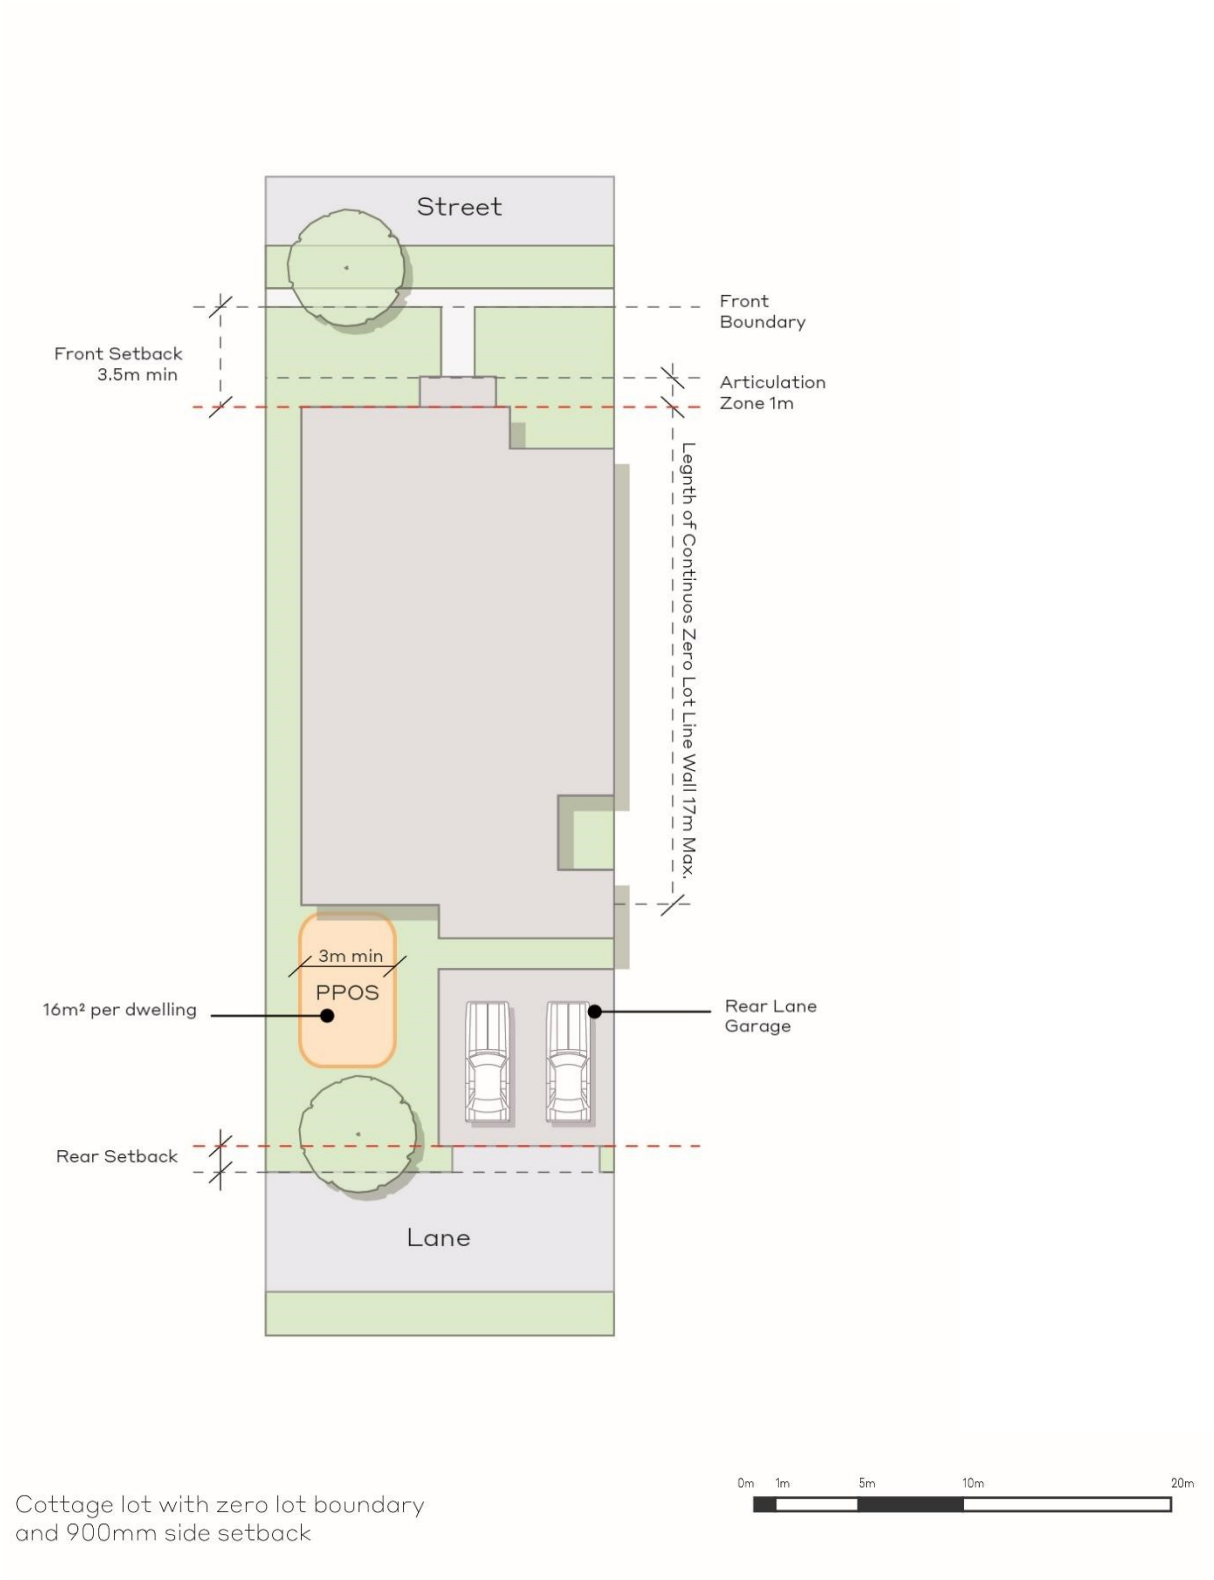 Street
Front
Boundary
Front Setback
3.5m min
Articulation
Zone 1m
Legnth of Continuos Zero Lot Line Wall 17m Max.
3m min
PPOS
16m² per dwelling
Rear Lane
Garage
Rear Setback
Lane
0m 1m 5m 10m 20m
Cottage lot with zero lot boundary
and 900mm side setback